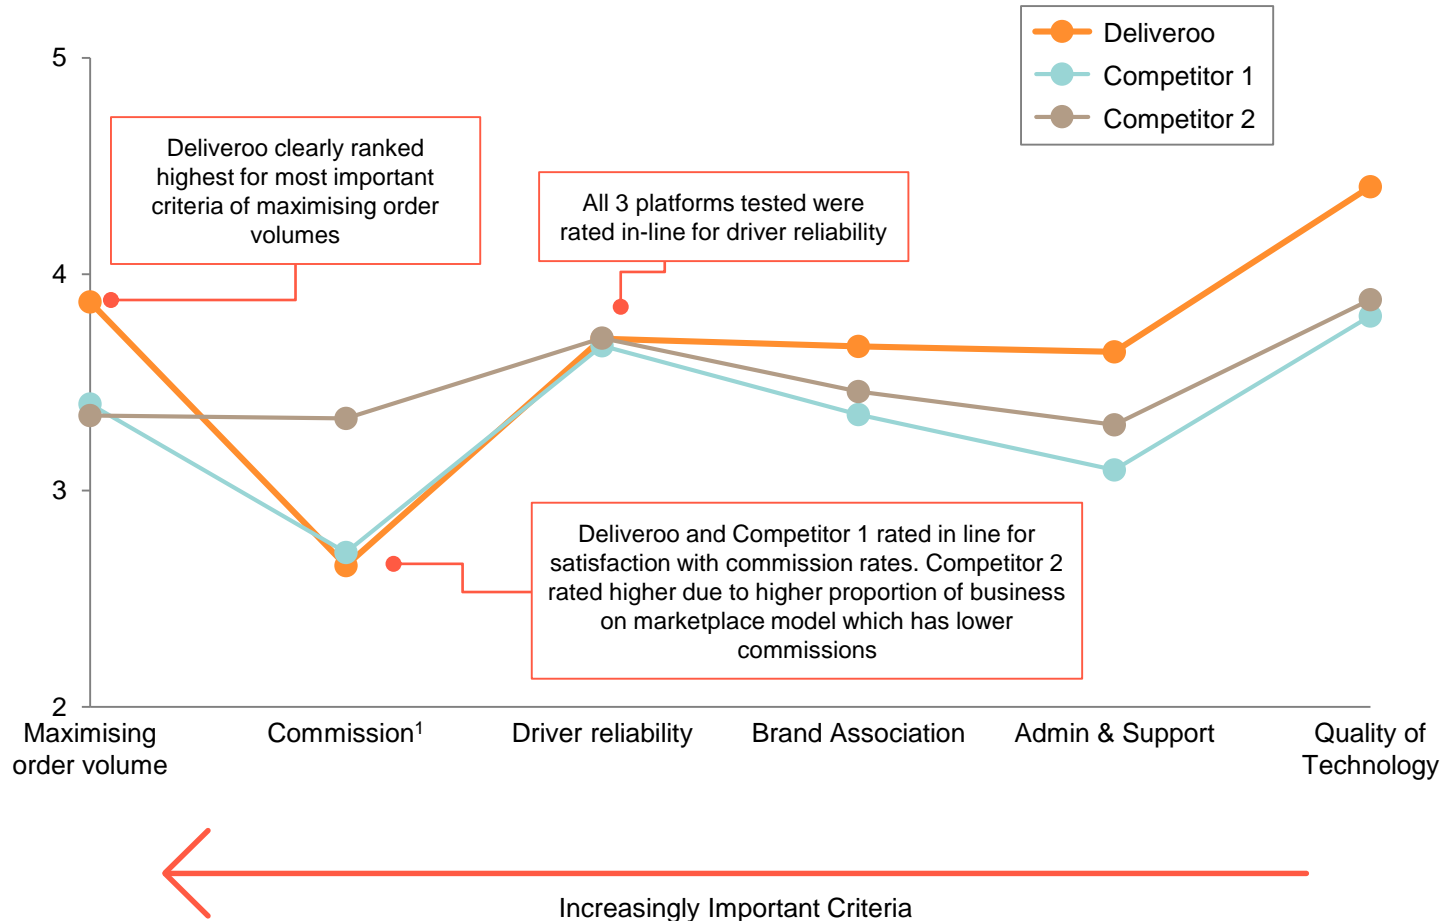 Deliveroo
Competitor 1
Competitor 2
5
4
3
2
Deliveroo clearly ranked
highest for most important
criteria of maximising order
volumes
All 3 platforms tested were
rated in-line for driver reliability
Deliveroo and Competitor 1 rated in line for
satisfaction with commission rates. Competitor 2
rated higher due to higher proportion of business
on marketplace model which has lower
commissions
Maximising
order volume
Commission¹
Driver reliability
Brand Association
Admin & Support
Quality of
Technology
Increasingly Important Criteria